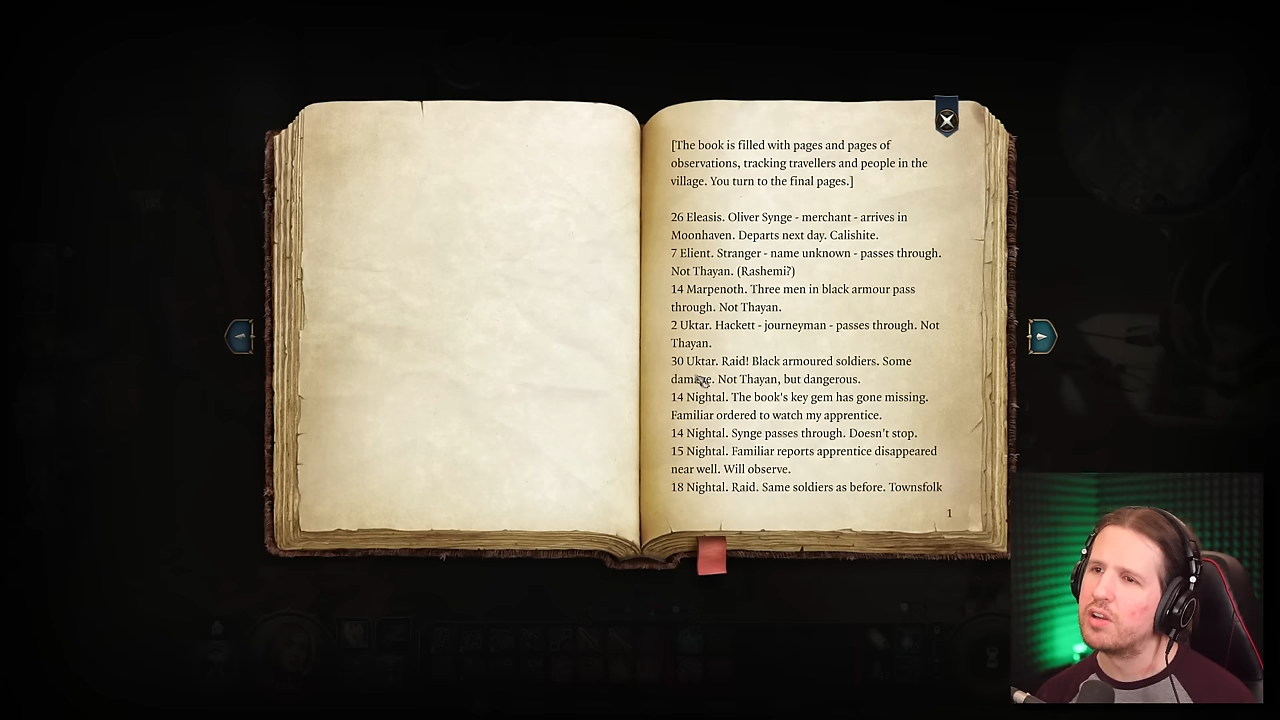 [The book is filled with pages and pages of
observations, tracking travellers and people in the
village. You turn to the final pages.]
26 Eleasis. Oliver Synge - merchant - arrives in
Moonhaven. Departs next day. Calishite.
7 Elient. Stranger - name unknown - passes through.
Not Thayan. (Rashemi?)
14 Marpenoth. Three men in black armour pass
through. Not Thayan.
2 Uktar. Hackett - journeyman - passes through. Not
Thayan.
30 Uktar. Raid! Black armoured soldiers. Some
damage. Not Thayan, but dangerous.
14 Nightal. The book's key gem has gone missing.
Familiar ordered to watch my apprentice.
14 Nightal. Synge passes through. Doesn't stop.
15 Nightal. Familiar reports apprentice disappeared
near well. Will observe.
18 Nightal. Raid. Same soldiers as before. Townsfolk
1